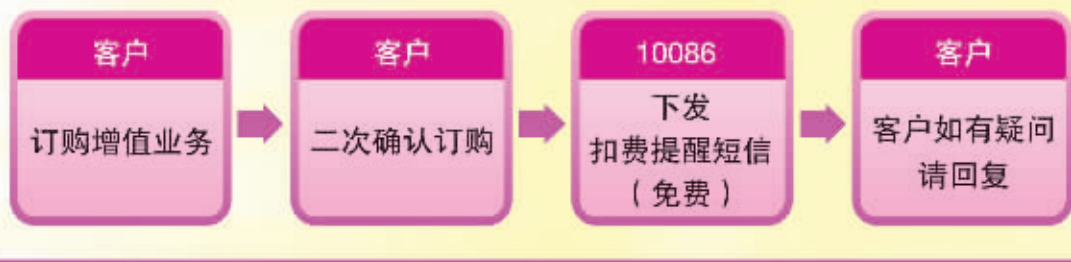 客户
订购增值业务
客户
二次确认订购
10086
下发
扣费提醒短信
（免费）
客户
客户如有疑问
请回复